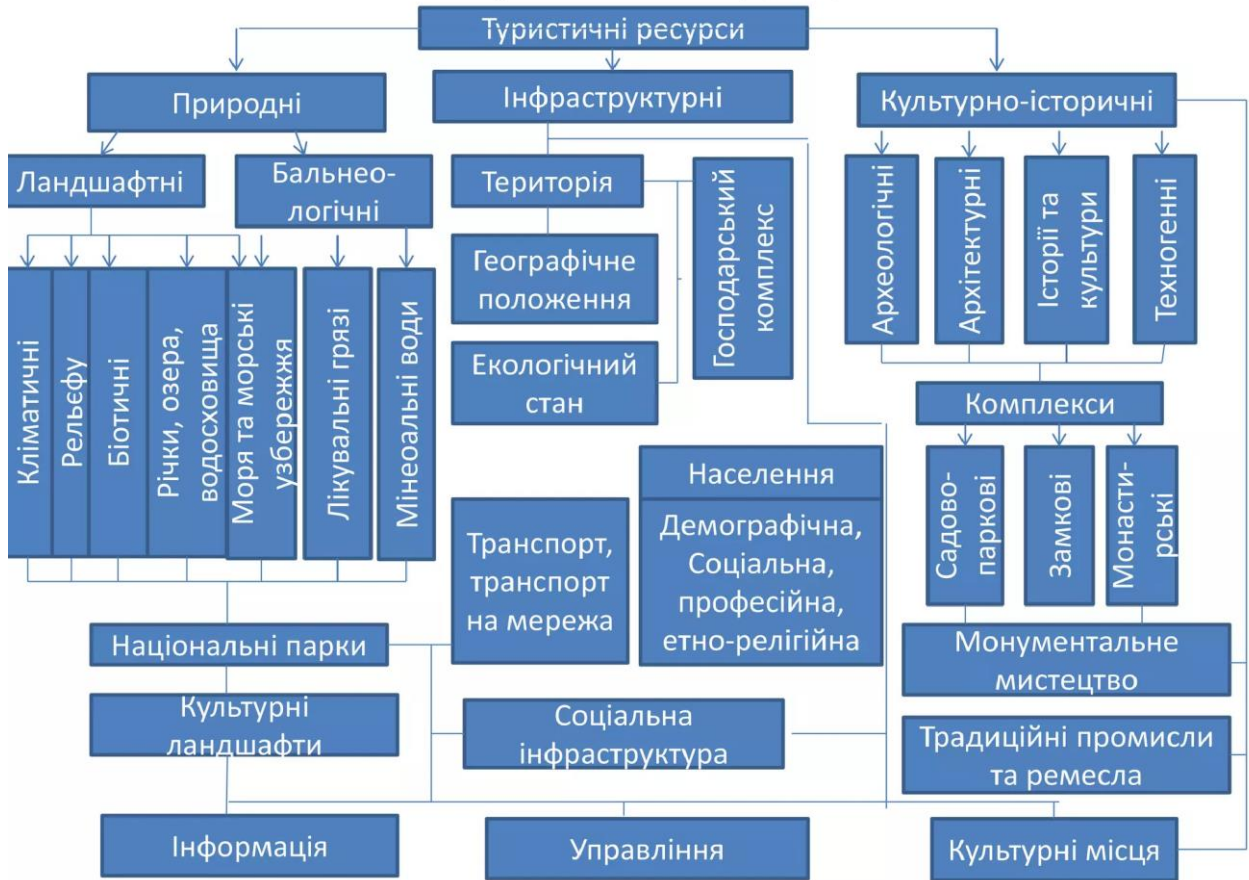 Туристичні ресурси
Природні
Інфраструктурні
Культурно-історичні
Ландшафтні
Бальнео-
логічні
Територія
Господарський
комплекс
Археологічні
Архітектурні
Історії та
культури
Техногенні
Географічне
положення
Екологічний
стан
Кліматичні
Рельєфу
Біотичні
Річки, озера,
водосховища
Моря та морські
узбережжя
Лікувальні грязі
Мінеоальні води
Комплекси
Садово-
паркові
Замкові
Монасти-
рські
Населення
Демографічна,
Соціальна,
професійна,
етно-релігійна
Транспорт,
транспорт
на мережа
Національні парки
Монументальне
мистецтво
Культурні
ландшафти
Соціальна
інфраструктура
Традиційні промисли
та ремесла
Інформація
Управління
Культурні місця